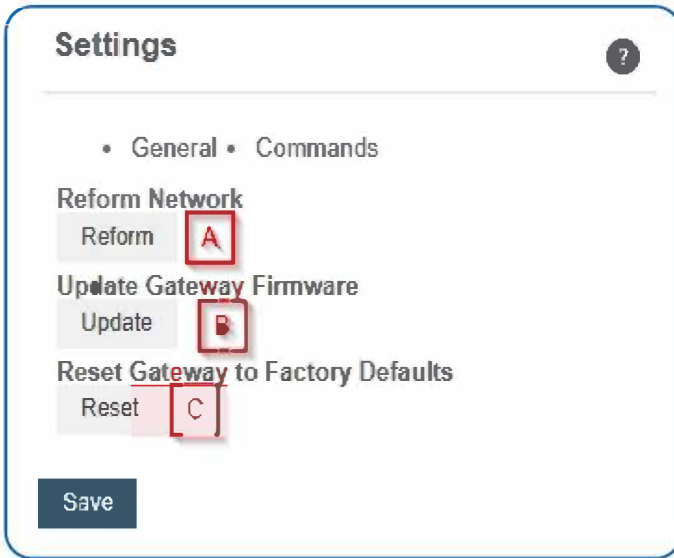 Settings
?
• General • Commands
Reform Network
Reform A
Update Gateway Firmware
Update B
Reset Gateway to Factory Defaults
Reset C
Save